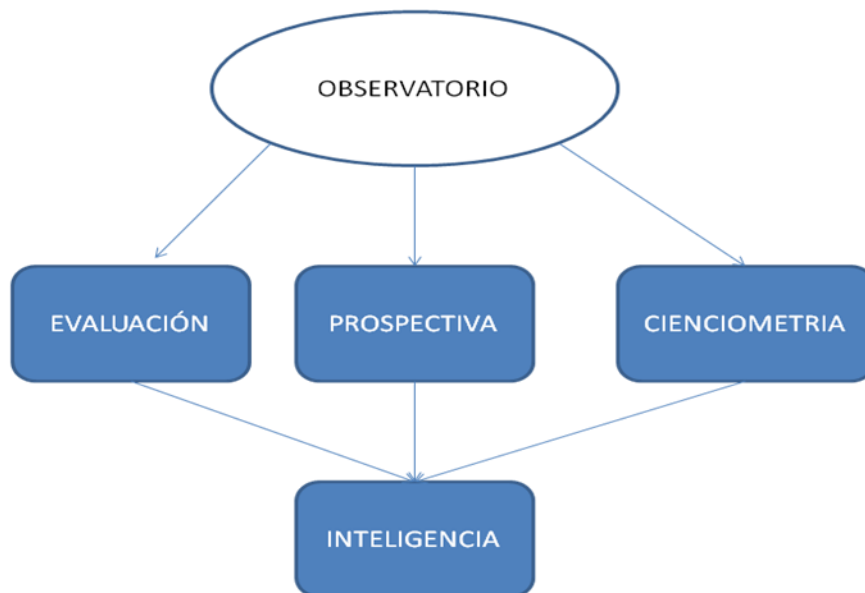 OBSERVATORIO
EVALUACIÓN
PROSPECTIVA
CIENCIOMETRIA
INTELIGENCIA